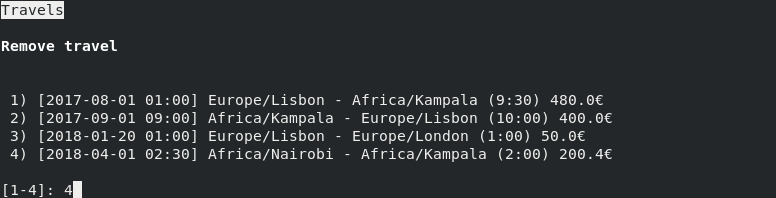 Travels
Remove travel
1) [2017-08-01 01:00] Europe/Lisbon - Africa/Kampala (9:30) 480.0€
2) [2017-09-01 09:00] Africa/Kampala - Europe/Lisbon (10:00) 400.0€
3) [2018-01-20 01:00] Europe/Lisbon - Europe/London (1:00) 50.0€
4) [2018-04-01 02:30] Africa/Nairobi - Africa/Kampala (2:00) 200.4€
[1-4]: 4